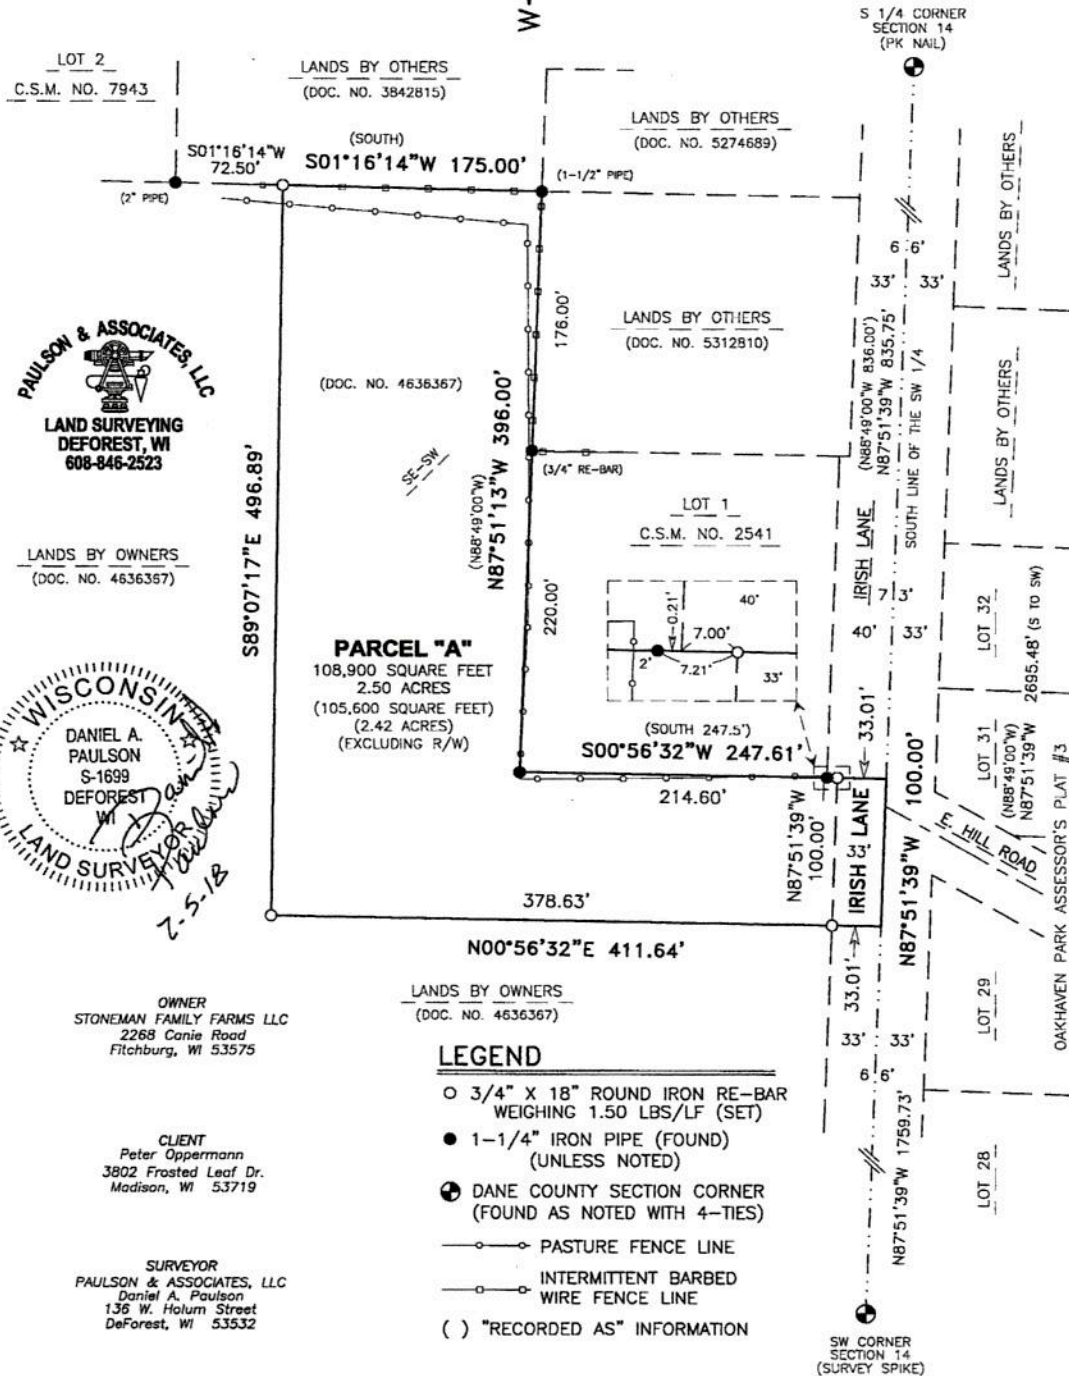 W-
S 1/4 CORNER
SECTION 14
(PK NAIL)
LOT 2
C.S.M. NO. 7943
LANDS BY OTHERS
(DOC. NO. 3842815)
LANDS BY OTHERS
(DOC. NO. 5274689)
S01°16'14"W
72.50'
(SOUTH)
S01°16'14"W 175.00'
(2" PIPE)
(1-1/2" PIPE)
LANDS BY OTHERS
6 6'
33' 33'
PAULSON & ASSOCIATES, LLC
LAND SURVEYING
DEFOREST, WI
608-846-2523
(DOC. NO. 4636367)
176.00'
LANDS BY OTHERS
(DOC. NO. 5312810)
(N88°49'00"W 836.00')
N87°51'39"W 835.75'
SOUTH LINE OF THE SW 1/4
LANDS BY OTHERS
SE-SW
(N88°49'00"W)
N87°51'13"W 396.00'
(3/4" RE-BAR)
S89°07'17"E 496.89'
LANDS BY OWNERS
(DOC. NO. 4636367)
LOT 1
C.S.M. NO. 2541
IRISH LANE
7 3'
40' 33'
LOT 32
2695.48' (S TO SW)
220.00'
0.21'
40'
7.00'
2'
7.21'
33'
PARCEL "A"
108,900 SQUARE FEET
2.50 ACRES
(105,600 SQUARE FEET)
(2.42 ACRES)
(EXCLUDING R/W)
WISCONSIN
DANIEL A.
PAULSON
S-1699
DEFOREST
WI
LAND SURVEYOR
2-5-18
(SOUTH 247.5')
S00°56'32"W 247.61'
214.60'
33.01'
LOT 31
(N88°49'00"W)
N87°51'39"W
100.00'
N87°51'39"W
N87°51'39"W
100.00'
IRISH LANE
33'
E. HILL ROAD
OAKHAVEN PARK ASSESSOR'S PLAT #3
378.63'
N00°56'32"E 411.64'
33.01'
LANDS BY OWNERS
(DOC. NO. 4636367)
33' 33'
6 6'
LOT 29
N87°51'39"W 1759.73'
LOT 28
OWNER
STONEMAN FAMILY FARMS LLC
2268 Canie Road
Fitchburg, WI 53575
CLIENT
Peter Oppermann
3802 Frosted Leaf Dr.
Madison, WI 53719
SURVEYOR
PAULSON & ASSOCIATES, LLC
Daniel A. Paulson
136 W. Holum Street
DeForest, WI 53532
LEGEND
3/4" X 18" ROUND IRON RE-BAR
WEIGHING 1.50 LBS/LF (SET)
1-1/4" IRON PIPE (FOUND)
(UNLESS NOTED)
DANE COUNTY SECTION CORNER
(FOUND AS NOTED WITH 4-TIES)
PASTURE FENCE LINE
INTERMITTENT BARBED
WIRE FENCE LINE
( ) "RECORDED AS" INFORMATION
SW CORNER
SECTION 14
(SURVEY SPIKE)